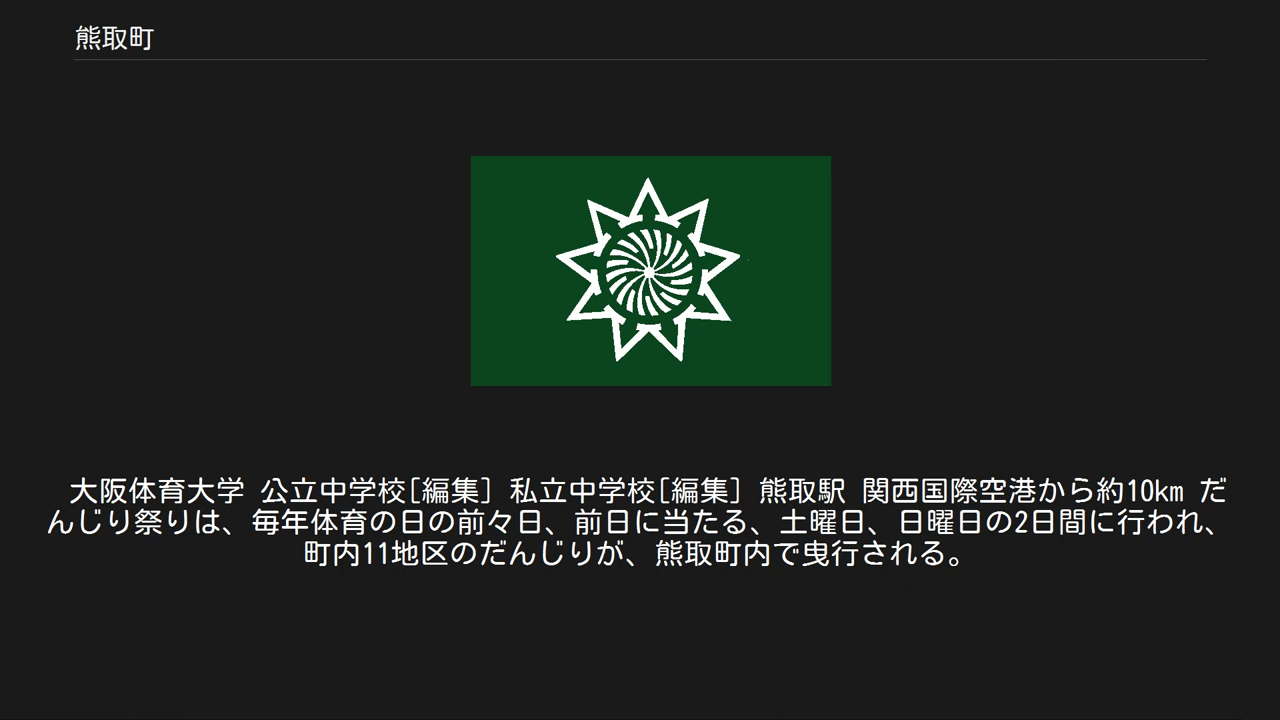 熊取町
大阪体育大学 公立中学校[編集] 私立中学校[編集] 熊取駅 関西国際空港から約10km だ
んじり祭りは、毎年体育の日の前々日、前日に当たる、土曜日、日曜日の2日間に行われ、
町内11地区のだんじりが、熊取町内で曳行される。